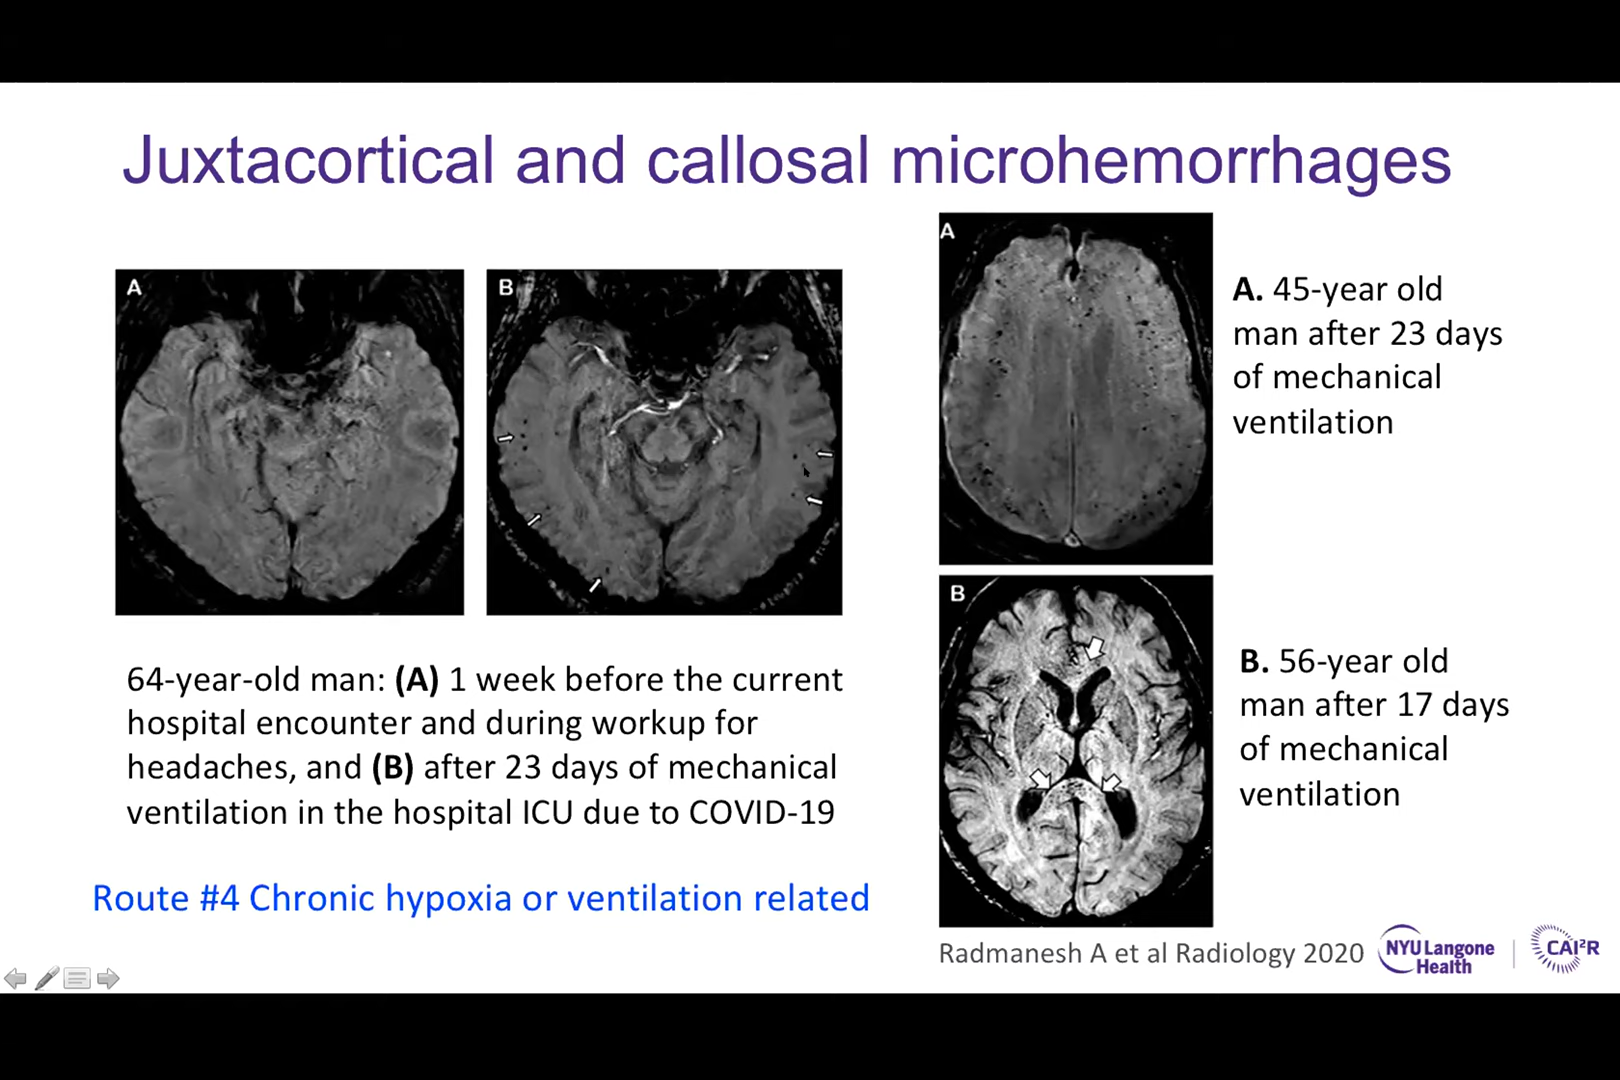 Juxtacortical and callosal microhemorrhages
A
B
64-year-old man: (A) 1 week before the current
hospital encounter and during workup for
headaches, and (B) after 23 days of mechanical
ventilation in the hospital ICU due to COVID-19
Route #4 Chronic hypoxia or ventilation related
A
A. 45-year old
man after 23 days
of mechanical
ventilation
B
B. 56-year old
man after 17 days
of mechanical
ventilation
Radmanesh A et al Radiology 2020
NYU Langone
Health
CAI²R